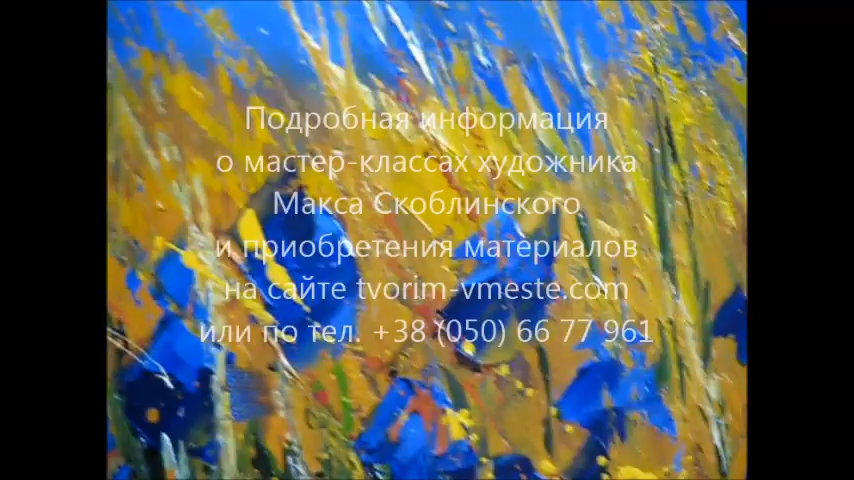 Подробная информация
о мастер-классах художника
Макса Скоблинского
и приобретения материалов
на сайте tvorim-vmeste.com
или по тел. +38 (050) 66 77 961